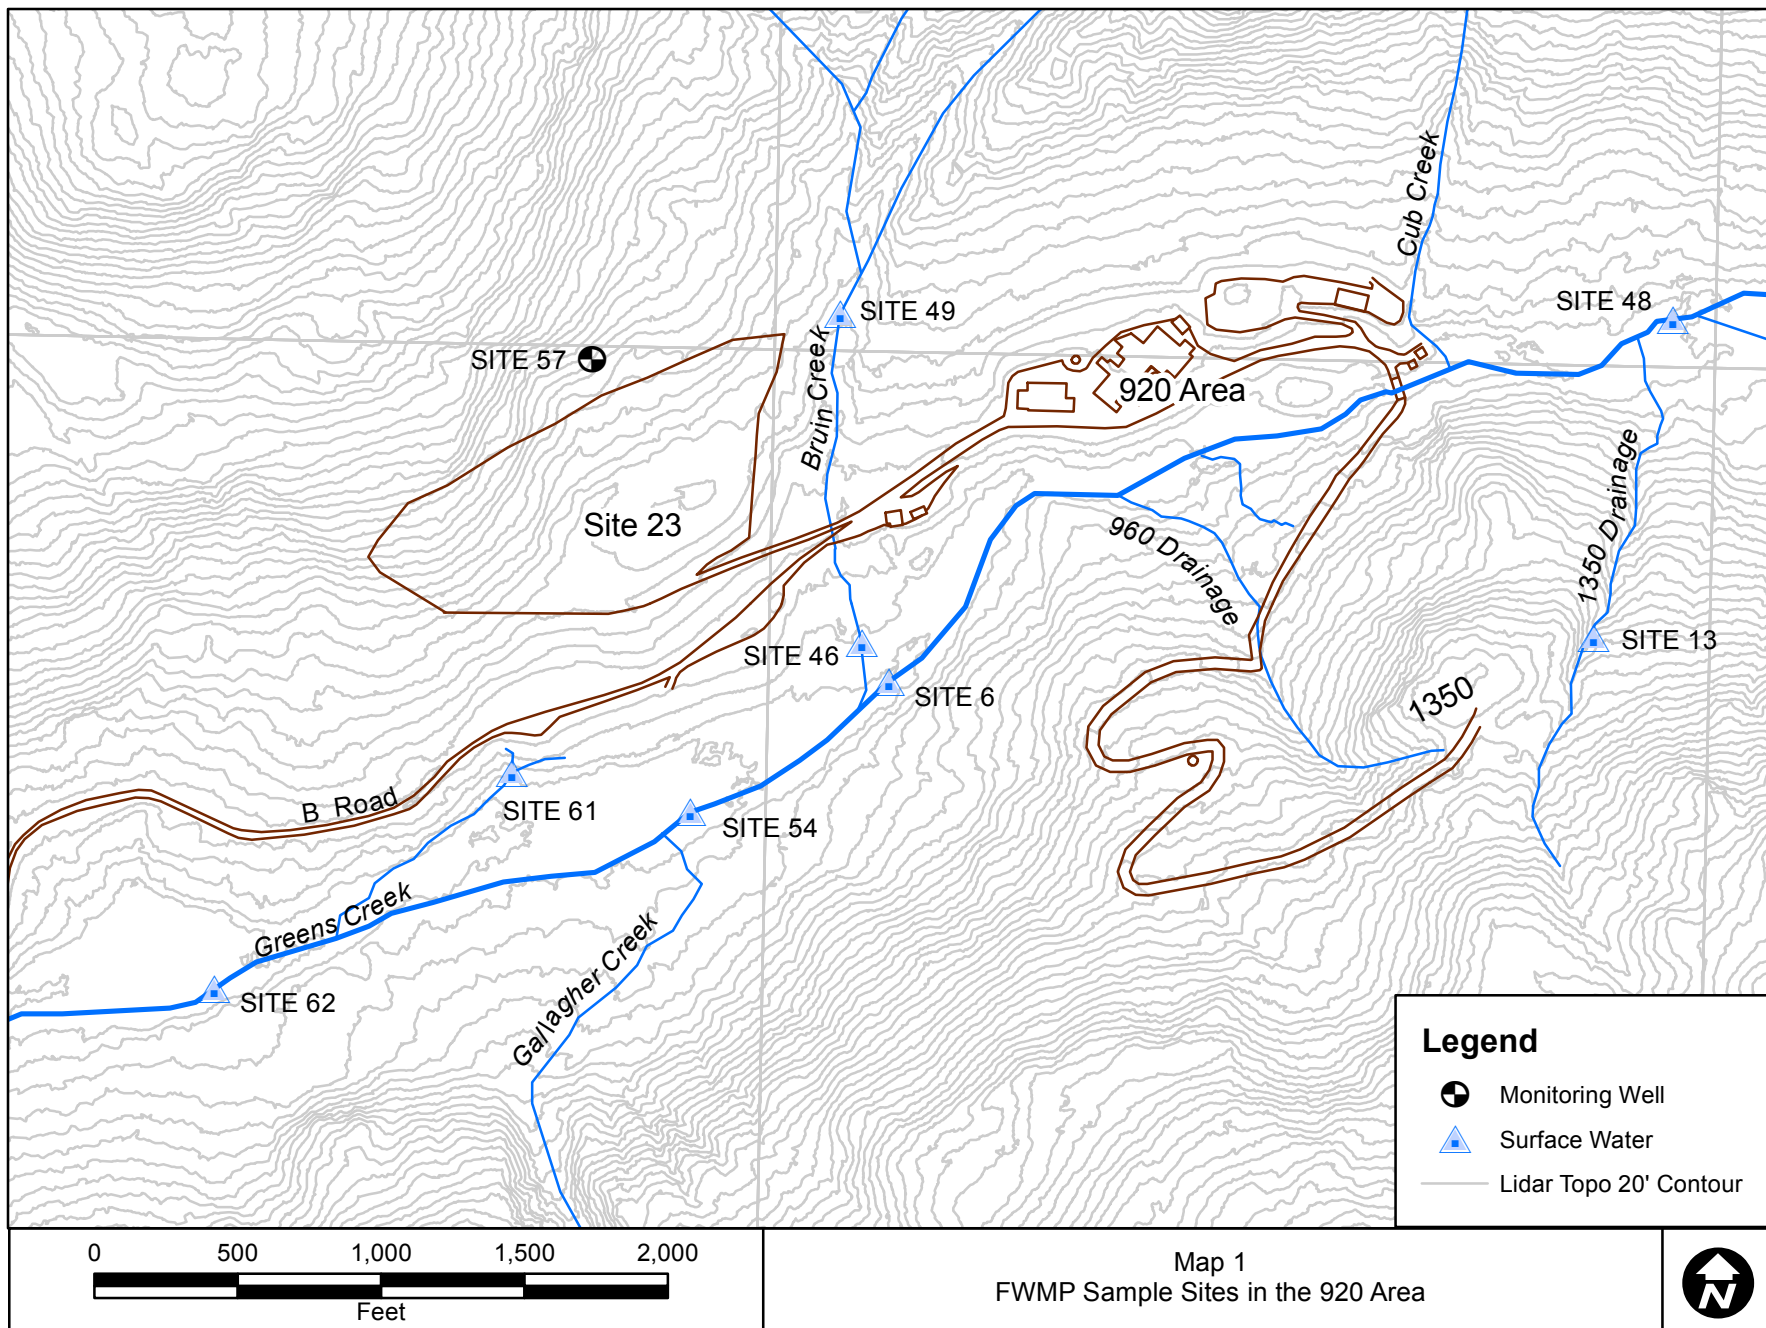 Cub Creek
SITE 48
SITE 49
SITE 57
Bruin Creek
920 Area
1350 Drainage
Site 23
960 Drainage
SITE 46
SITE 13
SITE 6
1350
B Road
SITE 61
SITE 54
Greens Creek
Gallagher Creek
SITE 62
Legend
Monitoring Well
Surface Water
Lidar Topo 20' Contour
0 500 1,000 1,500 2,000
Feet
Map 1
FWMP Sample Sites in the 920 Area
N